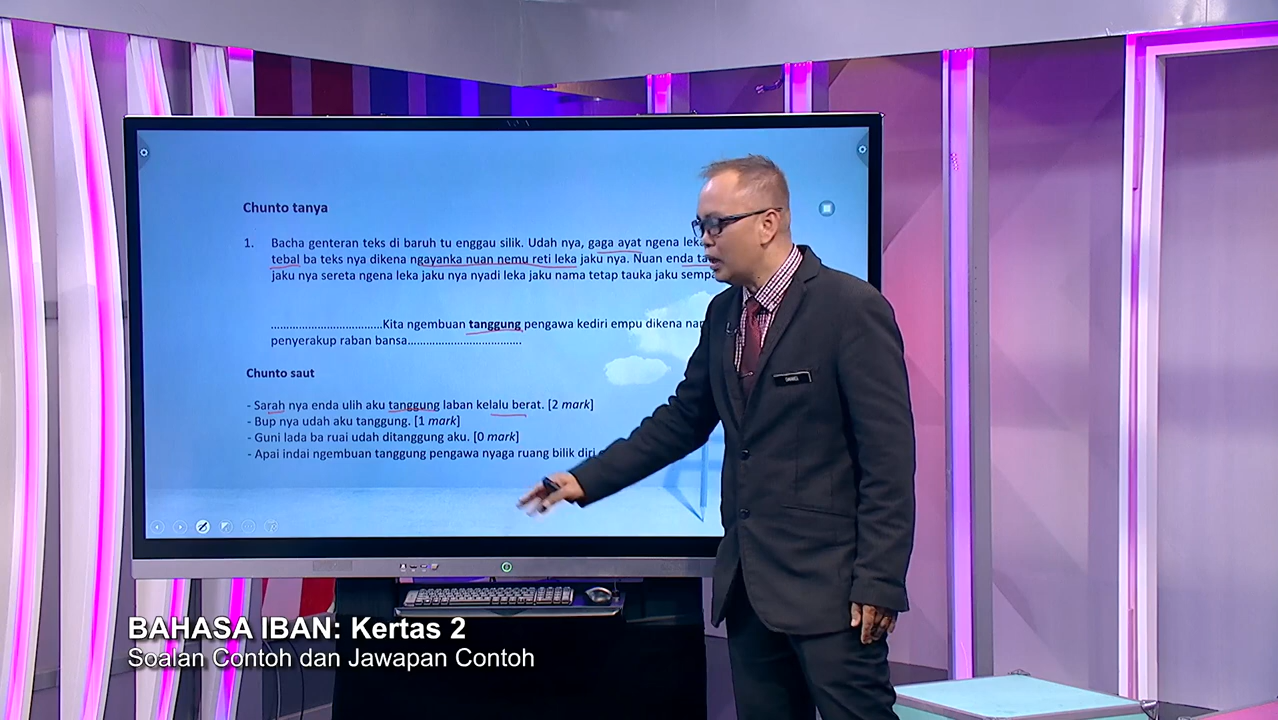 Chunto tanya
1. Bacha genteran teks di baruh tu enggau silik. Udah nya, gaga ayat ngena leka
tebal ba teks nya dikena ngayanka nuan nemu reti leka jaku nya. Nuan enda
jaku nya sereta ngena leka jaku nya nyadi leka jaku nama tetap tauka jaku
.....................................Kita ngembuan tanggung pengawa kediri empu dikena
penyerakup raban bansa......................................
Chunto saut
- Sarah nya enda ulih aku tanggung laban kelalu berat. [2 mark]
- Bup nya udah aku tanggung. [1 mark]
- Guni lada ba ruai udah ditanggung aku. [0 mark]
- Apai indai ngembuan tanggung pengawa nyaga ruang bilik diri
BAHASA IBAN: Kertas 2
Soalan Contoh dan Jawapan Contoh